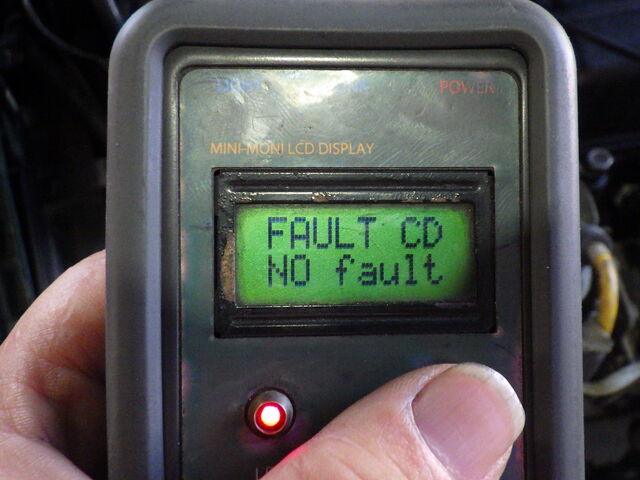 POWER
MINI-MONI LCD DISPLAY
FAULT CD
NO fault